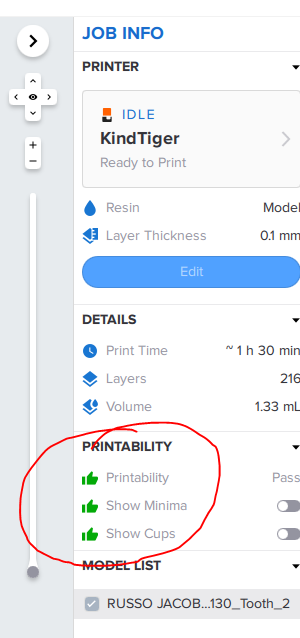 JOB INFO
PRINTER
IDLE
KindTiger
Ready to Print
Resin Model
Layer Thickness 0.1 mm
Edit
DETAILS
Print Time ~ 1 h 30 min
Layers 216
Volume 1.33 mL
PRINTABILITY
Printability Pass
Show Minima
Show Cups
MODEL LIST
RUSSO JACOB...130_Tooth_2